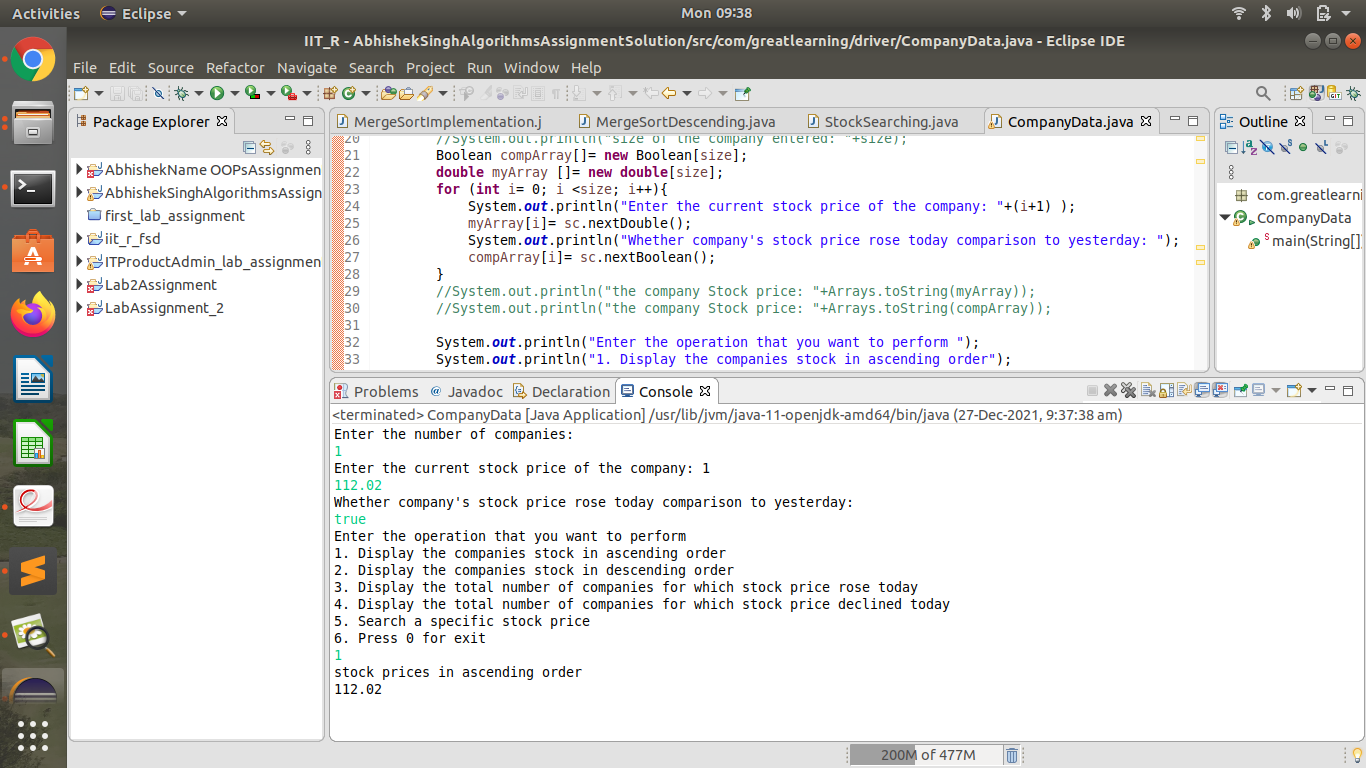 Activities Eclipse Mon 09:38
IIT_R - AbhishekSinghAlgorithmsAssignmentSolution/src/com/greatlearning/driver/CompanyData.java - Eclipse IDE
File Edit Source Refactor Navigate Search Project Run Window Help
Package Explorer
AbhishekName OOPsAssignmen
AbhishekSinghAlgorithmsAssign
first_lab_assignment
iit_r_fsd
ITProductAdmin_lab_assignmen
Lab2Assignment
LabAssignment_2
MergeSortImplementation.j MergeSortDescending.java StockSearching.java CompanyData.java
20 //System.out.println("size of the company entered: "+size);
21 Boolean compArray[]= new Boolean[size];
22 double myArray []= new double[size];
23 for (int i= 0; i <size; i++){
24 System.out.println("Enter the current stock price of the company: "+(i+1) );
25 myArray[i]= sc.nextDouble();
26 System.out.println("Whether company's stock price rose today comparison to yesterday: ");
27 compArray[i]= sc.nextBoolean();
28 }
29 //System.out.println("the company Stock price: "+Arrays.toString(myArray));
30 //System.out.println("the company Stock price: "+Arrays.toString(compArray));
31
32 System.out.println("Enter the operation that you want to perform ");
33 System.out.println("1. Display the companies stock in ascending order");
Outline
com.greatlearni
CompanyData
main(String[]
Problems @ Javadoc Declaration Console
<terminated> CompanyData [Java Application] /usr/lib/jvm/java-11-openjdk-amd64/bin/java (27-Dec-2021, 9:37:38 am)
Enter the number of companies:
1
Enter the current stock price of the company: 1
112.02
Whether company's stock price rose today comparison to yesterday:
true
Enter the operation that you want to perform
1. Display the companies stock in ascending order
2. Display the companies stock in descending order
3. Display the total number of companies for which stock price rose today
4. Display the total number of companies for which stock price declined today
5. Search a specific stock price
6. Press 0 for exit
1
stock prices in ascending order
112.02
200M of 477M